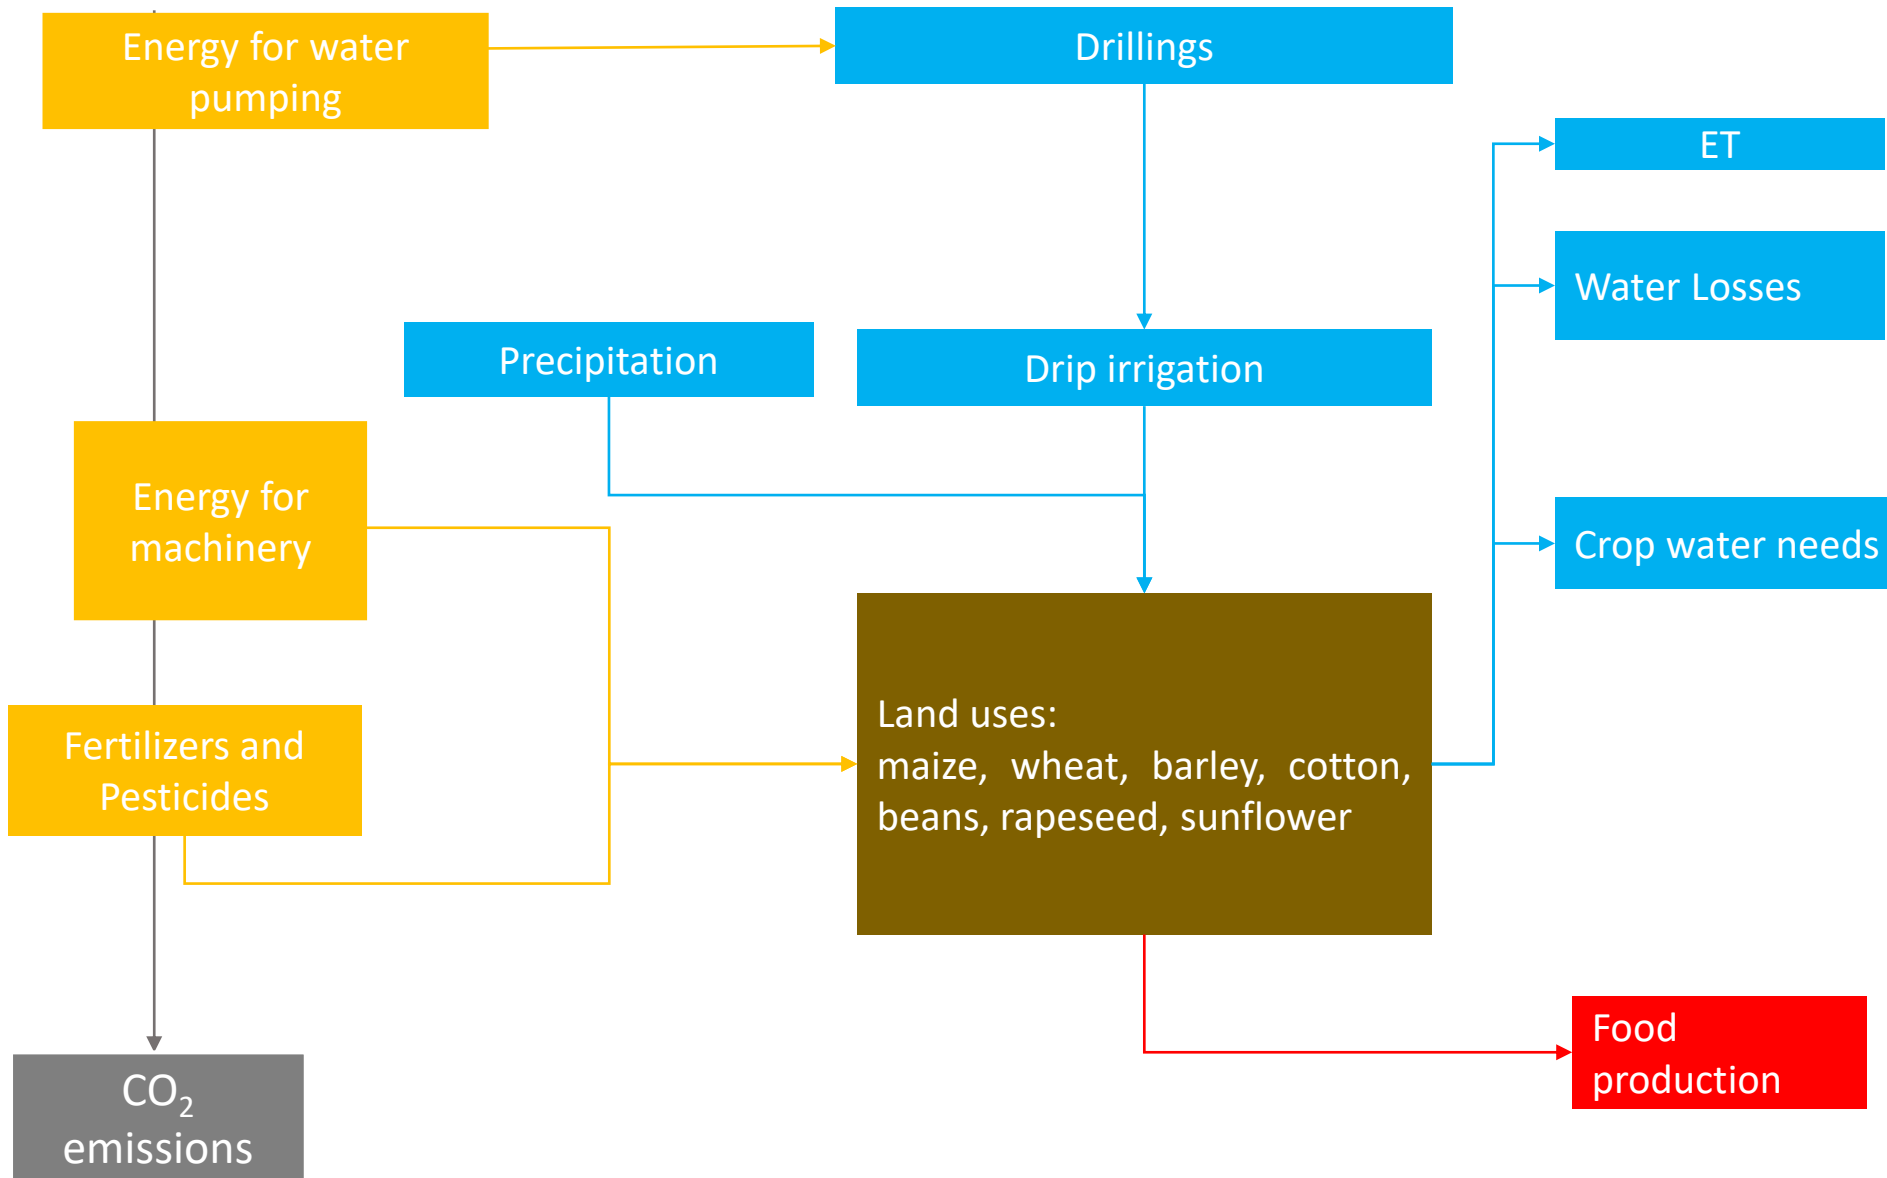 Energy for water
pumping
Drillings
ET
Water Losses
Precipitation
Drip irrigation
Energy for
machinery
Crop water needs
Fertilizers and
Pesticides
Land uses:
maize, wheat, barley, cotton,
beans, rapeseed, sunflower
Food
production
CO₂
emissions